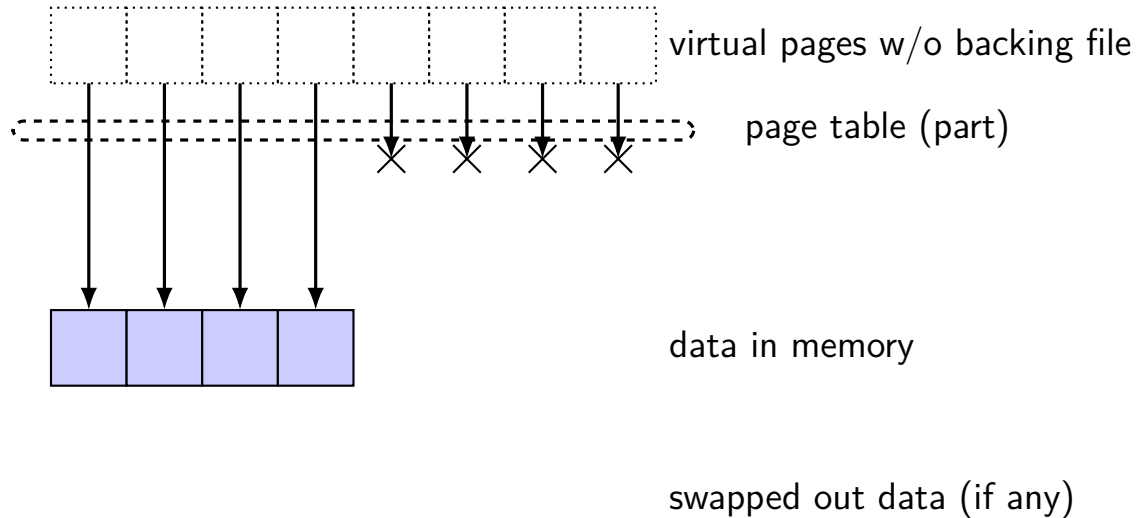 virtual pages w/o backing file
page table (part)
data in memory
swapped out data (if any)